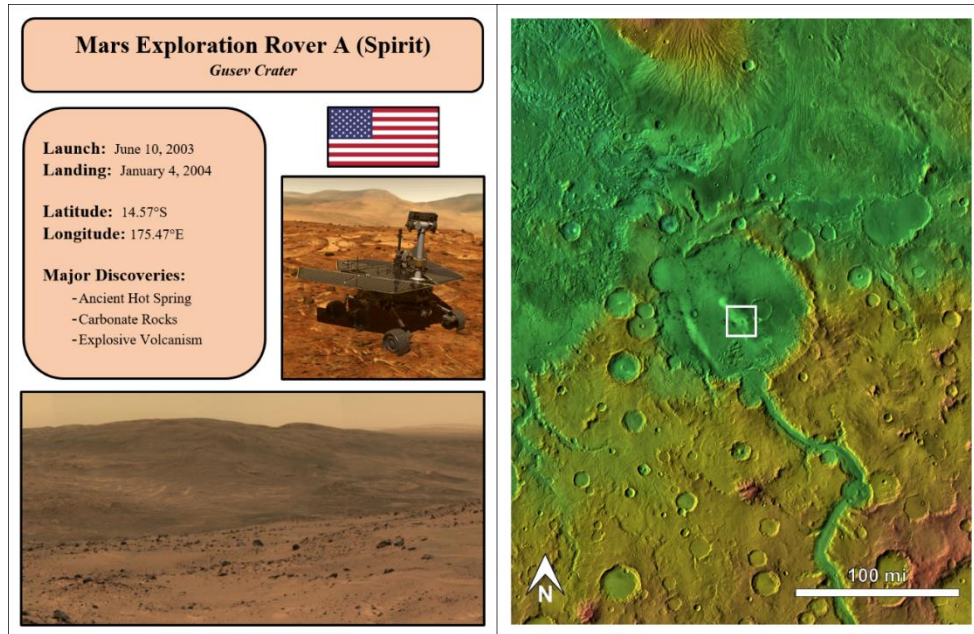 Mars Exploration Rover A (Spirit)
Gusev Crater
Launch: June 10, 2003
Landing: January 4, 2004
Latitude: 14.57°S
Longitude: 175.47°E
Major Discoveries:
-Ancient Hot Spring
-Carbonate Rocks
-Explosive Volcanism
N
100 mi